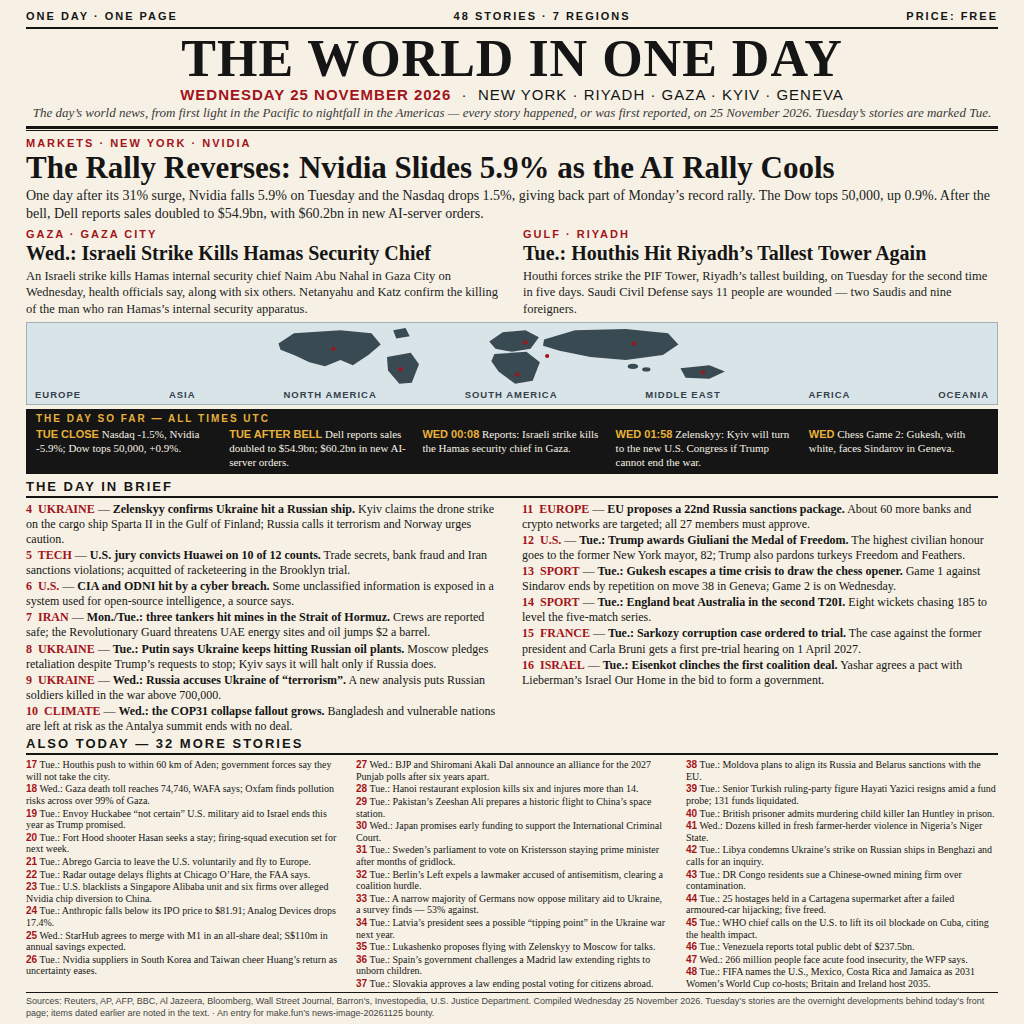 ONE DAY · ONE PAGE
48 STORIES · 7 REGIONS
PRICE: FREE
THE WORLD IN ONE DAY
WEDNESDAY 25 NOVEMBER 2026 · NEW YORK · RIYADH · GAZA · KYIV · GENEVA
The day’s world news, from first light in the Pacific to nightfall in the Americas — every story happened, or was first reported, on 25 November 2026. Tuesday’s stories are marked Tue.
MARKETS · NEW YORK · NVIDIA
The Rally Reverses: Nvidia Slides 5.9% as the AI Rally Cools
One day after its 31% surge, Nvidia falls 5.9% on Tuesday and the Nasdaq drops 1.5%, giving back part of Monday’s record rally. The Dow tops 50,000, up 0.9%. After the
bell, Dell reports sales doubled to $54.9bn, with $60.2bn in new AI-server orders.
GAZA · GAZA CITY
Wed.: Israeli Strike Kills Hamas Security Chief
An Israeli strike kills Hamas internal security chief Naim Abu Nahal in Gaza City on
Wednesday, health officials say, along with six others. Netanyahu and Katz confirm the killing
of the man who ran Hamas’s internal security apparatus.
GULF · RIYADH
Tue.: Houthis Hit Riyadh’s Tallest Tower Again
Houthi forces strike the PIF Tower, Riyadh’s tallest building, on Tuesday for the second time
in five days. Saudi Civil Defense says 11 people are wounded — two Saudis and nine
foreigners.
EUROPE
ASIA
NORTH AMERICA
SOUTH AMERICA
MIDDLE EAST
AFRICA
OCEANIA
THE DAY SO FAR — ALL TIMES UTC
TUE CLOSE Nasdaq -1.5%, Nvidia
-5.9%; Dow tops 50,000, +0.9%.
TUE AFTER BELL Dell reports sales
doubled to $54.9bn; $60.2bn in new AI-
server orders.
WED 00:08 Reports: Israeli strike kills
the Hamas security chief in Gaza.
WED 01:58 Zelenskyy: Kyiv will turn
to the new U.S. Congress if Trump
cannot end the war.
WED Chess Game 2: Gukesh, with
white, faces Sindarov in Geneva.
THE DAY IN BRIEF
4 UKRAINE — Zelenskyy confirms Ukraine hit a Russian ship. Kyiv claims the drone strike
on the cargo ship Sparta II in the Gulf of Finland; Russia calls it terrorism and Norway urges
caution.
5 TECH — U.S. jury convicts Huawei on 10 of 12 counts. Trade secrets, bank fraud and Iran
sanctions violations; acquitted of racketeering in the Brooklyn trial.
6 U.S. — CIA and ODNI hit by a cyber breach. Some unclassified information is exposed in a
system used for open-source intelligence, a source says.
7 IRAN — Mon./Tue.: three tankers hit mines in the Strait of Hormuz. Crews are reported
safe; the Revolutionary Guard threatens UAE energy sites and oil jumps $2 a barrel.
8 UKRAINE — Tue.: Putin says Ukraine keeps hitting Russian oil plants. Moscow pledges
retaliation despite Trump’s requests to stop; Kyiv says it will halt only if Russia does.
9 UKRAINE — Wed.: Russia accuses Ukraine of “terrorism”. A new analysis puts Russian
soldiers killed in the war above 700,000.
10 CLIMATE — Wed.: the COP31 collapse fallout grows. Bangladesh and vulnerable nations
are left at risk as the Antalya summit ends with no deal.
11 EUROPE — EU proposes a 22nd Russia sanctions package. About 60 more banks and
crypto networks are targeted; all 27 members must approve.
12 U.S. — Tue.: Trump awards Giuliani the Medal of Freedom. The highest civilian honour
goes to the former New York mayor, 82; Trump also pardons turkeys Freedom and Feathers.
13 SPORT — Tue.: Gukesh escapes a time crisis to draw the chess opener. Game 1 against
Sindarov ends by repetition on move 38 in Geneva; Game 2 is on Wednesday.
14 SPORT — Tue.: England beat Australia in the second T20I. Eight wickets chasing 185 to
level the five-match series.
15 FRANCE — Tue.: Sarkozy corruption case ordered to trial. The case against the former
president and Carla Bruni gets a first pre-trial hearing on 1 April 2027.
16 ISRAEL — Tue.: Eisenkot clinches the first coalition deal. Yashar agrees a pact with
Lieberman’s Israel Our Home in the bid to form a government.
ALSO TODAY — 32 MORE STORIES
17 Tue.: Houthis push to within 60 km of Aden; government forces say they
will not take the city.
18 Wed.: Gaza death toll reaches 74,746, WAFA says; Oxfam finds pollution
risks across over 99% of Gaza.
19 Tue.: Envoy Huckabee “not certain” U.S. military aid to Israel ends this
year as Trump promised.
20 Tue.: Fort Hood shooter Hasan seeks a stay; firing-squad execution set for
next week.
21 Tue.: Abrego Garcia to leave the U.S. voluntarily and fly to Europe.
22 Tue.: Radar outage delays flights at Chicago O’Hare, the FAA says.
23 Tue.: U.S. blacklists a Singapore Alibaba unit and six firms over alleged
Nvidia chip diversion to China.
24 Tue.: Anthropic falls below its IPO price to $81.91; Analog Devices drops
17.4%.
25 Wed.: StarHub agrees to merge with M1 in an all-share deal; S$110m in
annual savings expected.
26 Tue.: Nvidia suppliers in South Korea and Taiwan cheer Huang’s return as
uncertainty eases.
27 Wed.: BJP and Shiromani Akali Dal announce an alliance for the 2027
Punjab polls after six years apart.
28 Tue.: Hanoi restaurant explosion kills six and injures more than 14.
29 Tue.: Pakistan’s Zeeshan Ali prepares a historic flight to China’s space
station.
30 Wed.: Japan promises early funding to support the International Criminal
Court.
31 Tue.: Sweden’s parliament to vote on Kristersson staying prime minister
after months of gridlock.
32 Tue.: Berlin’s Left expels a lawmaker accused of antisemitism, clearing a
coalition hurdle.
33 Tue.: A narrow majority of Germans now oppose military aid to Ukraine,
a survey finds — 53% against.
34 Tue.: Latvia’s president sees a possible “tipping point” in the Ukraine war
next year.
35 Tue.: Lukashenko proposes flying with Zelenskyy to Moscow for talks.
36 Tue.: Spain’s government challenges a Madrid law extending rights to
unborn children.
37 Tue.: Slovakia approves a law ending postal voting for citizens abroad.
38 Tue.: Moldova plans to align its Russia and Belarus sanctions with the
EU.
39 Tue.: Senior Turkish ruling-party figure Hayati Yazici resigns amid a fund
probe; 131 funds liquidated.
40 Tue.: British prisoner admits murdering child killer Ian Huntley in prison.
41 Wed.: Dozens killed in fresh farmer-herder violence in Nigeria’s Niger
State.
42 Tue.: Libya condemns Ukraine’s strike on Russian ships in Benghazi and
calls for an inquiry.
43 Tue.: DR Congo residents sue a Chinese-owned mining firm over
contamination.
44 Tue.: 25 hostages held in a Cartagena supermarket after a failed
armoured-car hijacking; five freed.
45 Tue.: WHO chief calls on the U.S. to lift its oil blockade on Cuba, citing
the health impact.
46 Tue.: Venezuela reports total public debt of $237.5bn.
47 Wed.: 266 million people face acute food insecurity, the WFP says.
48 Tue.: FIFA names the U.S., Mexico, Costa Rica and Jamaica as 2031
Women’s World Cup co-hosts; Britain and Ireland host 2035.
Sources: Reuters, AP, AFP, BBC, Al Jazeera, Bloomberg, Wall Street Journal, Barron’s, Investopedia, U.S. Justice Department. Compiled Wednesday 25 November 2026. Tuesday’s stories are the overnight developments behind today’s front
page; items dated earlier are noted in the text. · An entry for make.fun’s news-image-20261125 bounty.